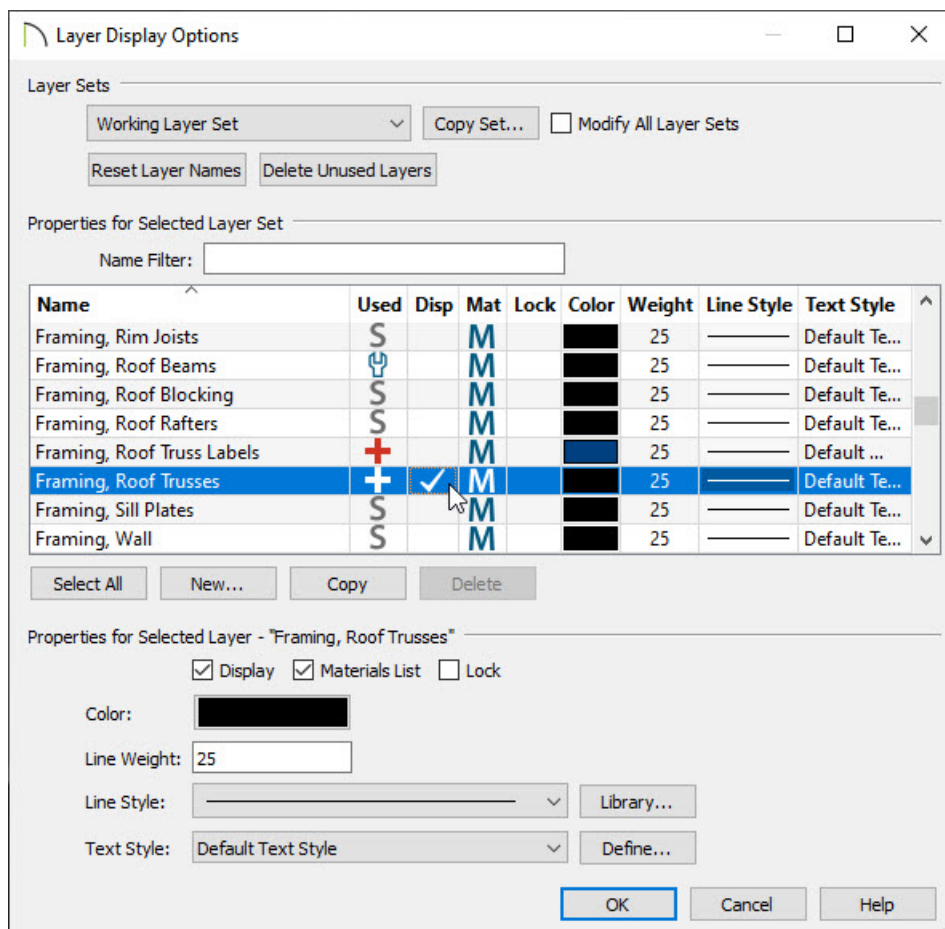 Layer Display Options
Layer Sets
Working Layer Set Copy Set... Modify All Layer Sets
Reset Layer Names Delete Unused Layers
Properties for Selected Layer Set
Name Filter:
Name Used Disp Mat Lock Color Weight Line Style Text Style
Framing, Rim Joists S M 25 Default Te...
Framing, Roof Beams M 25 Default Te...
Framing, Roof Blocking S M 25 Default Te...
Framing, Roof Rafters S M 25 Default Te...
Framing, Roof Truss Labels M 25 Default ...
Framing, Roof Trusses M 25 Default Te...
Framing, Sill Plates S M 25 Default Te...
Framing, Wall S M 25 Default Te...
Select All New... Copy Delete
Properties for Selected Layer - "Framing, Roof Trusses"
Display Materials List Lock
Color:
Line Weight: 25
Line Style: Library...
Text Style: Default Text Style Define...
OK Cancel Help